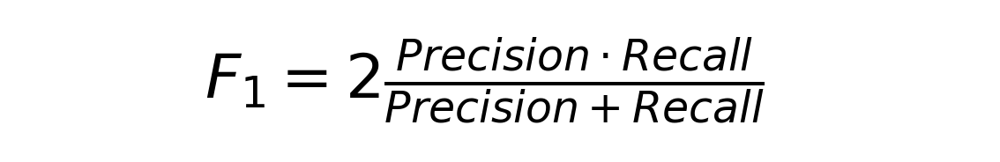 F₁ = 2 Precision · Recall / Precision + Recall